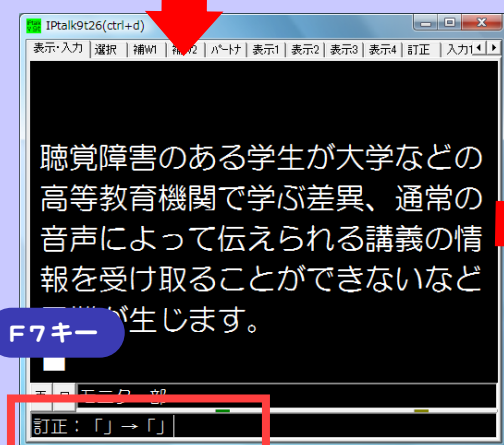 IPtalk9t26(ctrl+d)
表示・入力 選択 補W1 補W2 パートナ 表示1 表示2 表示3 表示4 訂正 入力1
聴覚障害のある学生が大学などの
高等教育機関で学ぶ差異、通常の
音声によって伝えられる講義の情
報を受け取ることができないなど
が生じます。
F7キー
モニター部
訂正：「」→「」